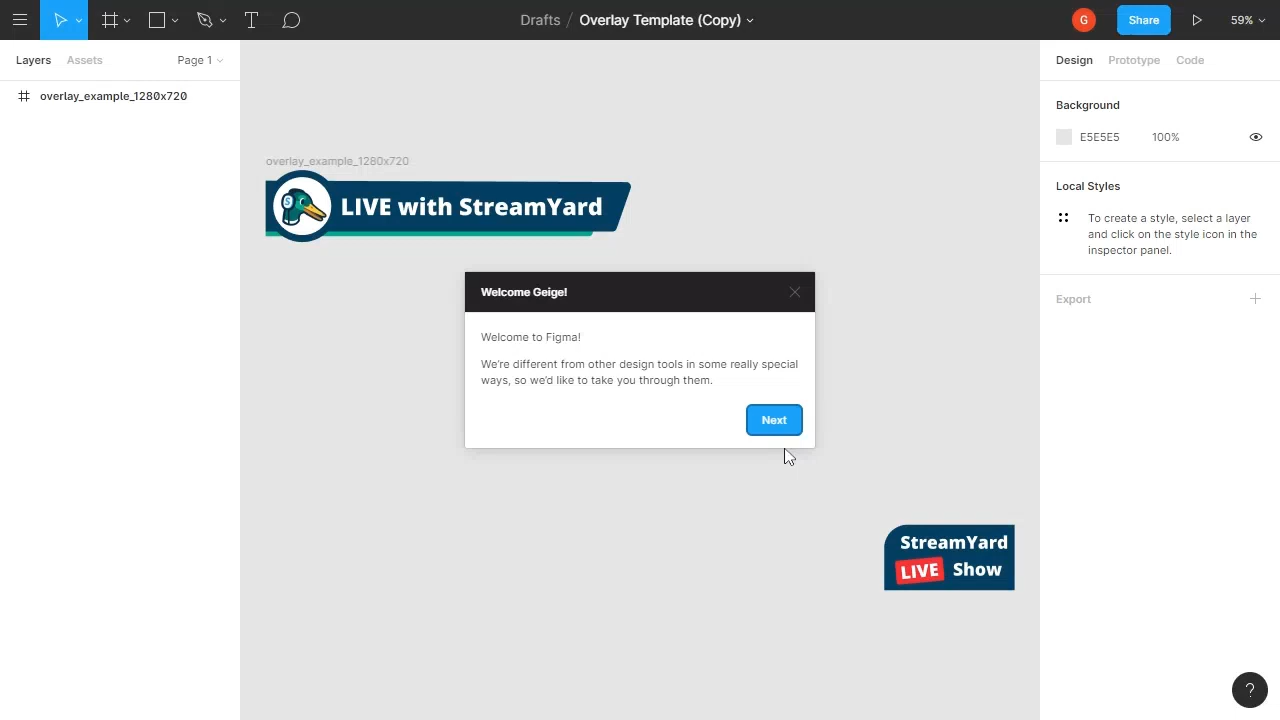 Drafts / Overlay Template (Copy)
G
Share
59%
Layers
Assets
Page 1
Design
Prototype
Code
overlay_example_1280x720
Background
E5E5E5
100%
overlay_example_1280x720
S
LIVE with StreamYard
Local Styles
To create a style, select a layer
and click on the style icon in the
inspector panel.
Export
Welcome Geige!
Welcome to Figma!
We're different from other design tools in some really special
ways, so we'd like to take you through them.
Next
StreamYard
LIVE Show
?